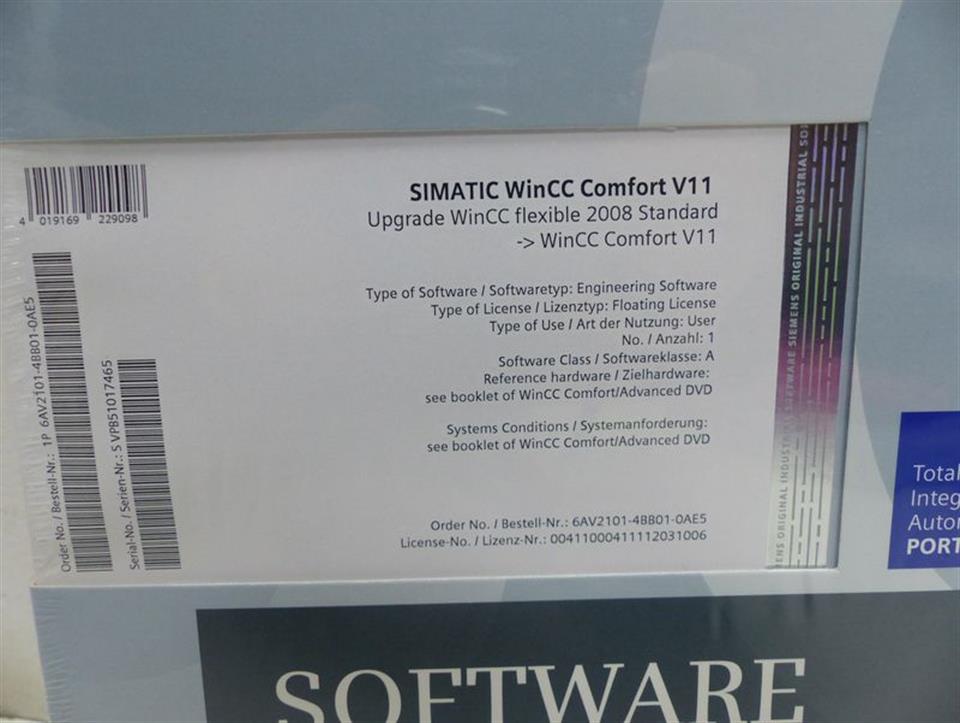 4 019169 229098
SIMATIC WinCC Comfort V11
Upgrade WinCC flexible 2008 Standard
-> WinCC Comfort V11
Type of Software / Softwaretyp: Engineering Software
Type of License / Lizenztyp: Floating License
Type of Use / Art der Nutzung: User
No. / Anzahl: 1
Software Class / Softwareklasse: A
Reference hardware / Zielhardware:
see booklet of WinCC Comfort/Advanced DVD
Systems Conditions / Systemanforderung:
see booklet of WinCC Comfort/Advanced DVD
Order No. / Bestell-Nr.: 6AV2101-4BB01-0AE5
License-No. / Lizenz-Nr.: 00411000411112031006
Order No. / Bestell-Nr.: 1P 6AV2101-4BB01-0AE5
Serial-No. / Serien-Nr.: S VPB51017465
SIEMENS ORIGINAL INDUSTRIAL SO
ENS ORIGINAL INDUSTRIAL SOFTWARE
Total
Integ
Autor
PORT
SOFTWARE